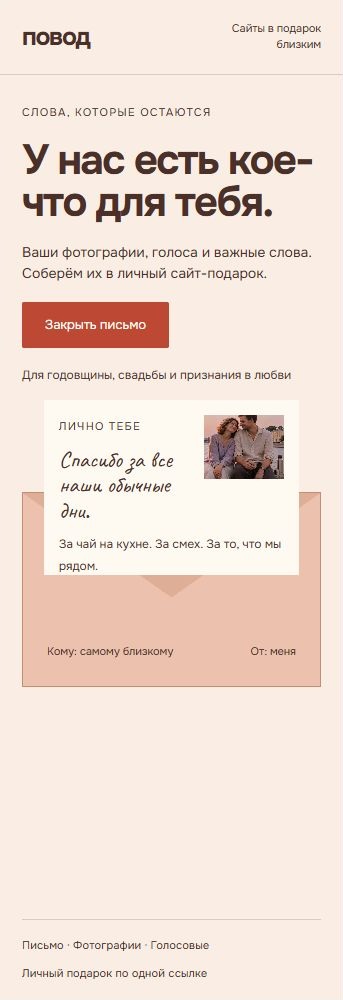 повод
Сайты в подарок
близким
СЛОВА, КОТОРЫЕ ОСТАЮТСЯ
У нас есть кое-
что для тебя.
Ваши фотографии, голоса и важные слова.
Соберём их в личный сайт-подарок.
Закрыть письмо
Для годовщины, свадьбы и признания в любви
ЛИЧНО ТЕБЕ
Спасибо за все
наши обычные
дни.
За чай на кухне. За смех. За то, что мы
рядом.
Кому: самому близкому
От: меня
Письмо · Фотографии · Голосовые
Личный подарок по одной ссылке